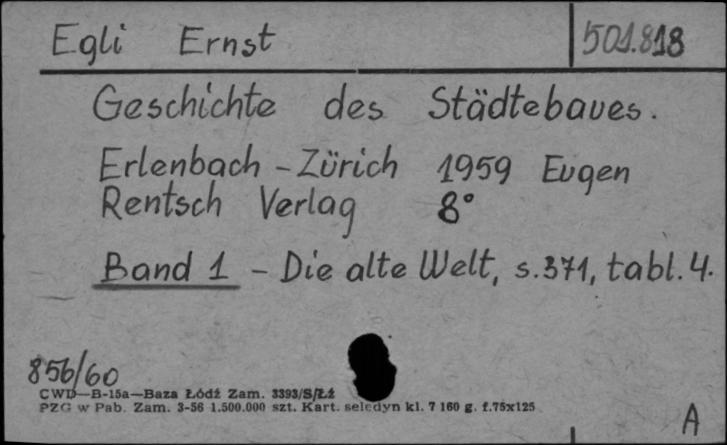 Egli Ernst 501.818
Geschichte des Städtebaues.
Erlenbach - Zürich 1959 Eugen
Rentsch Verlag 8°
Band 1 - Die alte Welt, s. 371, tabl. 4.
856/60
CWD—B-15a—Baza Łódź Zam. 3393/S/Łż
PZG w Pab. Zam. 3-56 1.500.000 szt. Kart. seledyn kl. 7 160 g. f.75x125
A